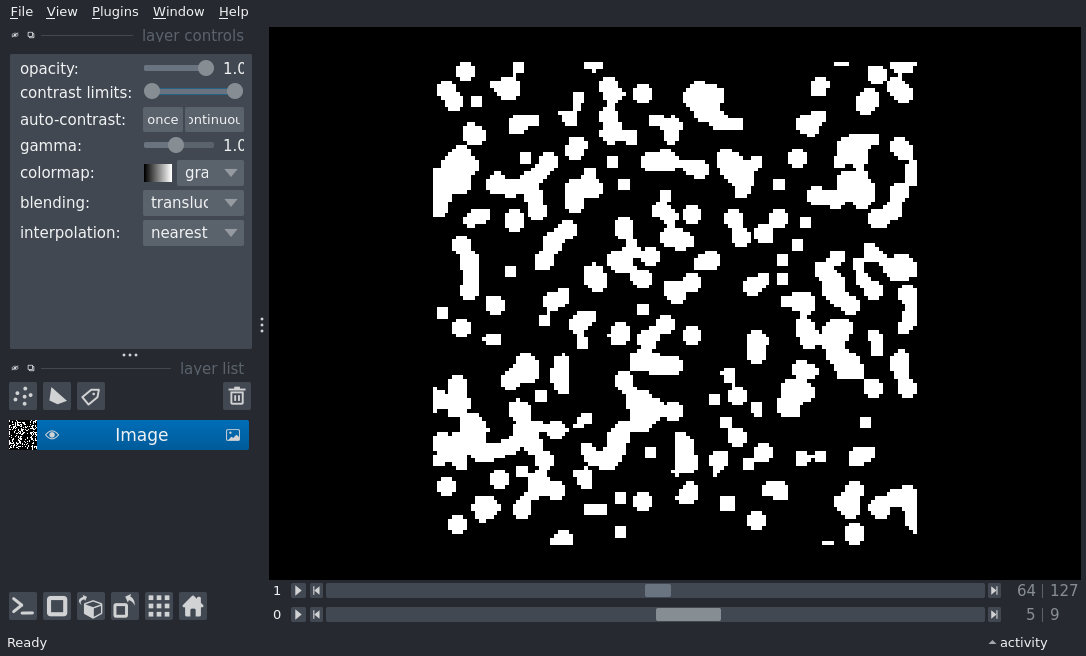 File View Plugins Window Help
layer controls
opacity: 1.0
contrast limits:
auto-contrast: once ontinuou
gamma: 1.0
colormap: gra
blending: transluc
interpolation: nearest
layer list
Image
1 64 127
0 5 9
Ready activity